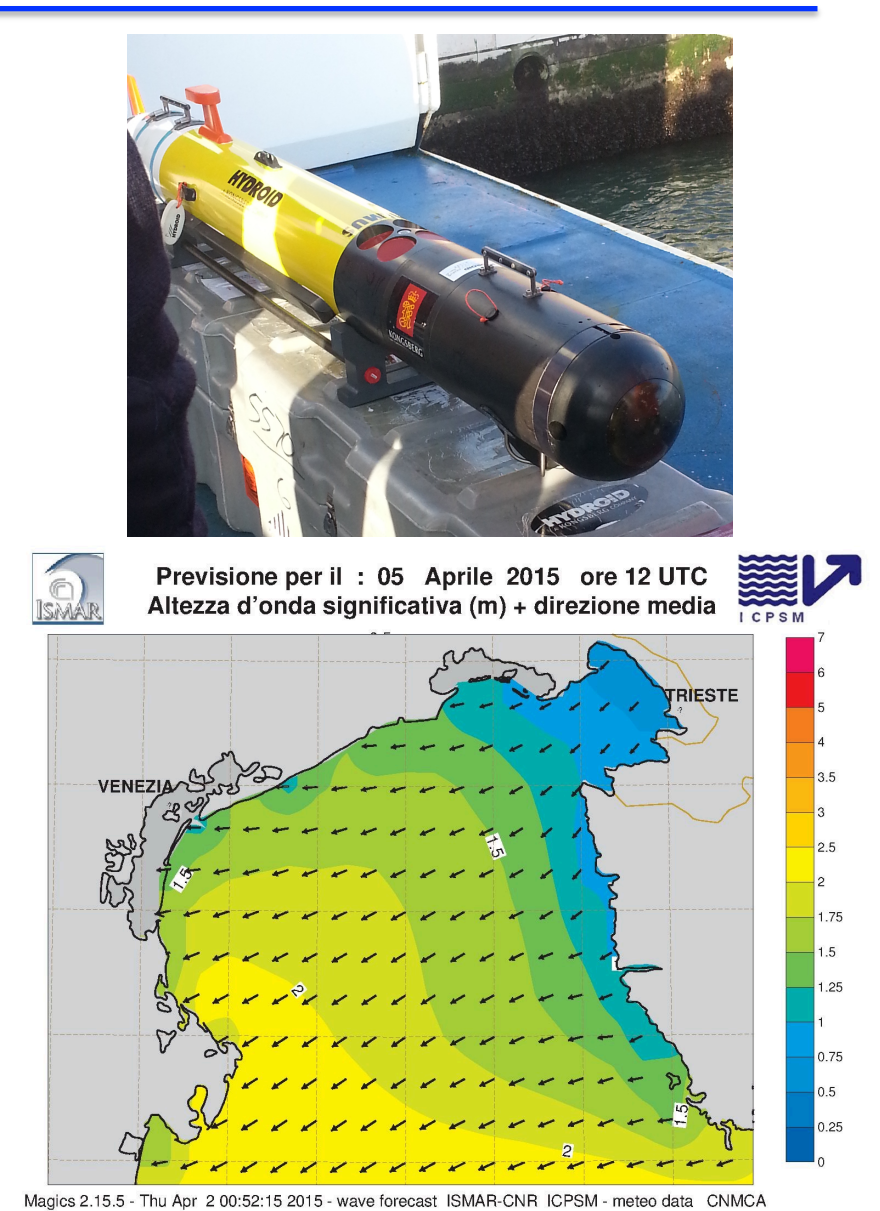 HYDROID
HYDROID
KONGSBERG
HYDROID
A KONGSBERG COMPANY
ISMAR
Previsione per il : 05 Aprile 2015 ore 12 UTC
Altezza d'onda significativa (m) + direzione media
ICPSM
TRIESTE
VENEZIA
1.5
1.5
2
1.5
2
7
6
5
4
3.5
3
2.5
2
1.75
1.5
1.25
1
0.75
0.5
0.25
0
Magics 2.15.5 - Thu Apr 2 00:52:15 2015 - wave forecast ISMAR-CNR ICPSM - meteo data CNMCA